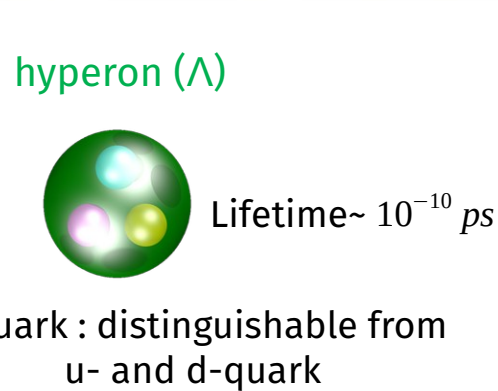 hyperon (Λ)
Lifetime~ 10⁻¹⁰ ps
uark : distinguishable from
u- and d-quark